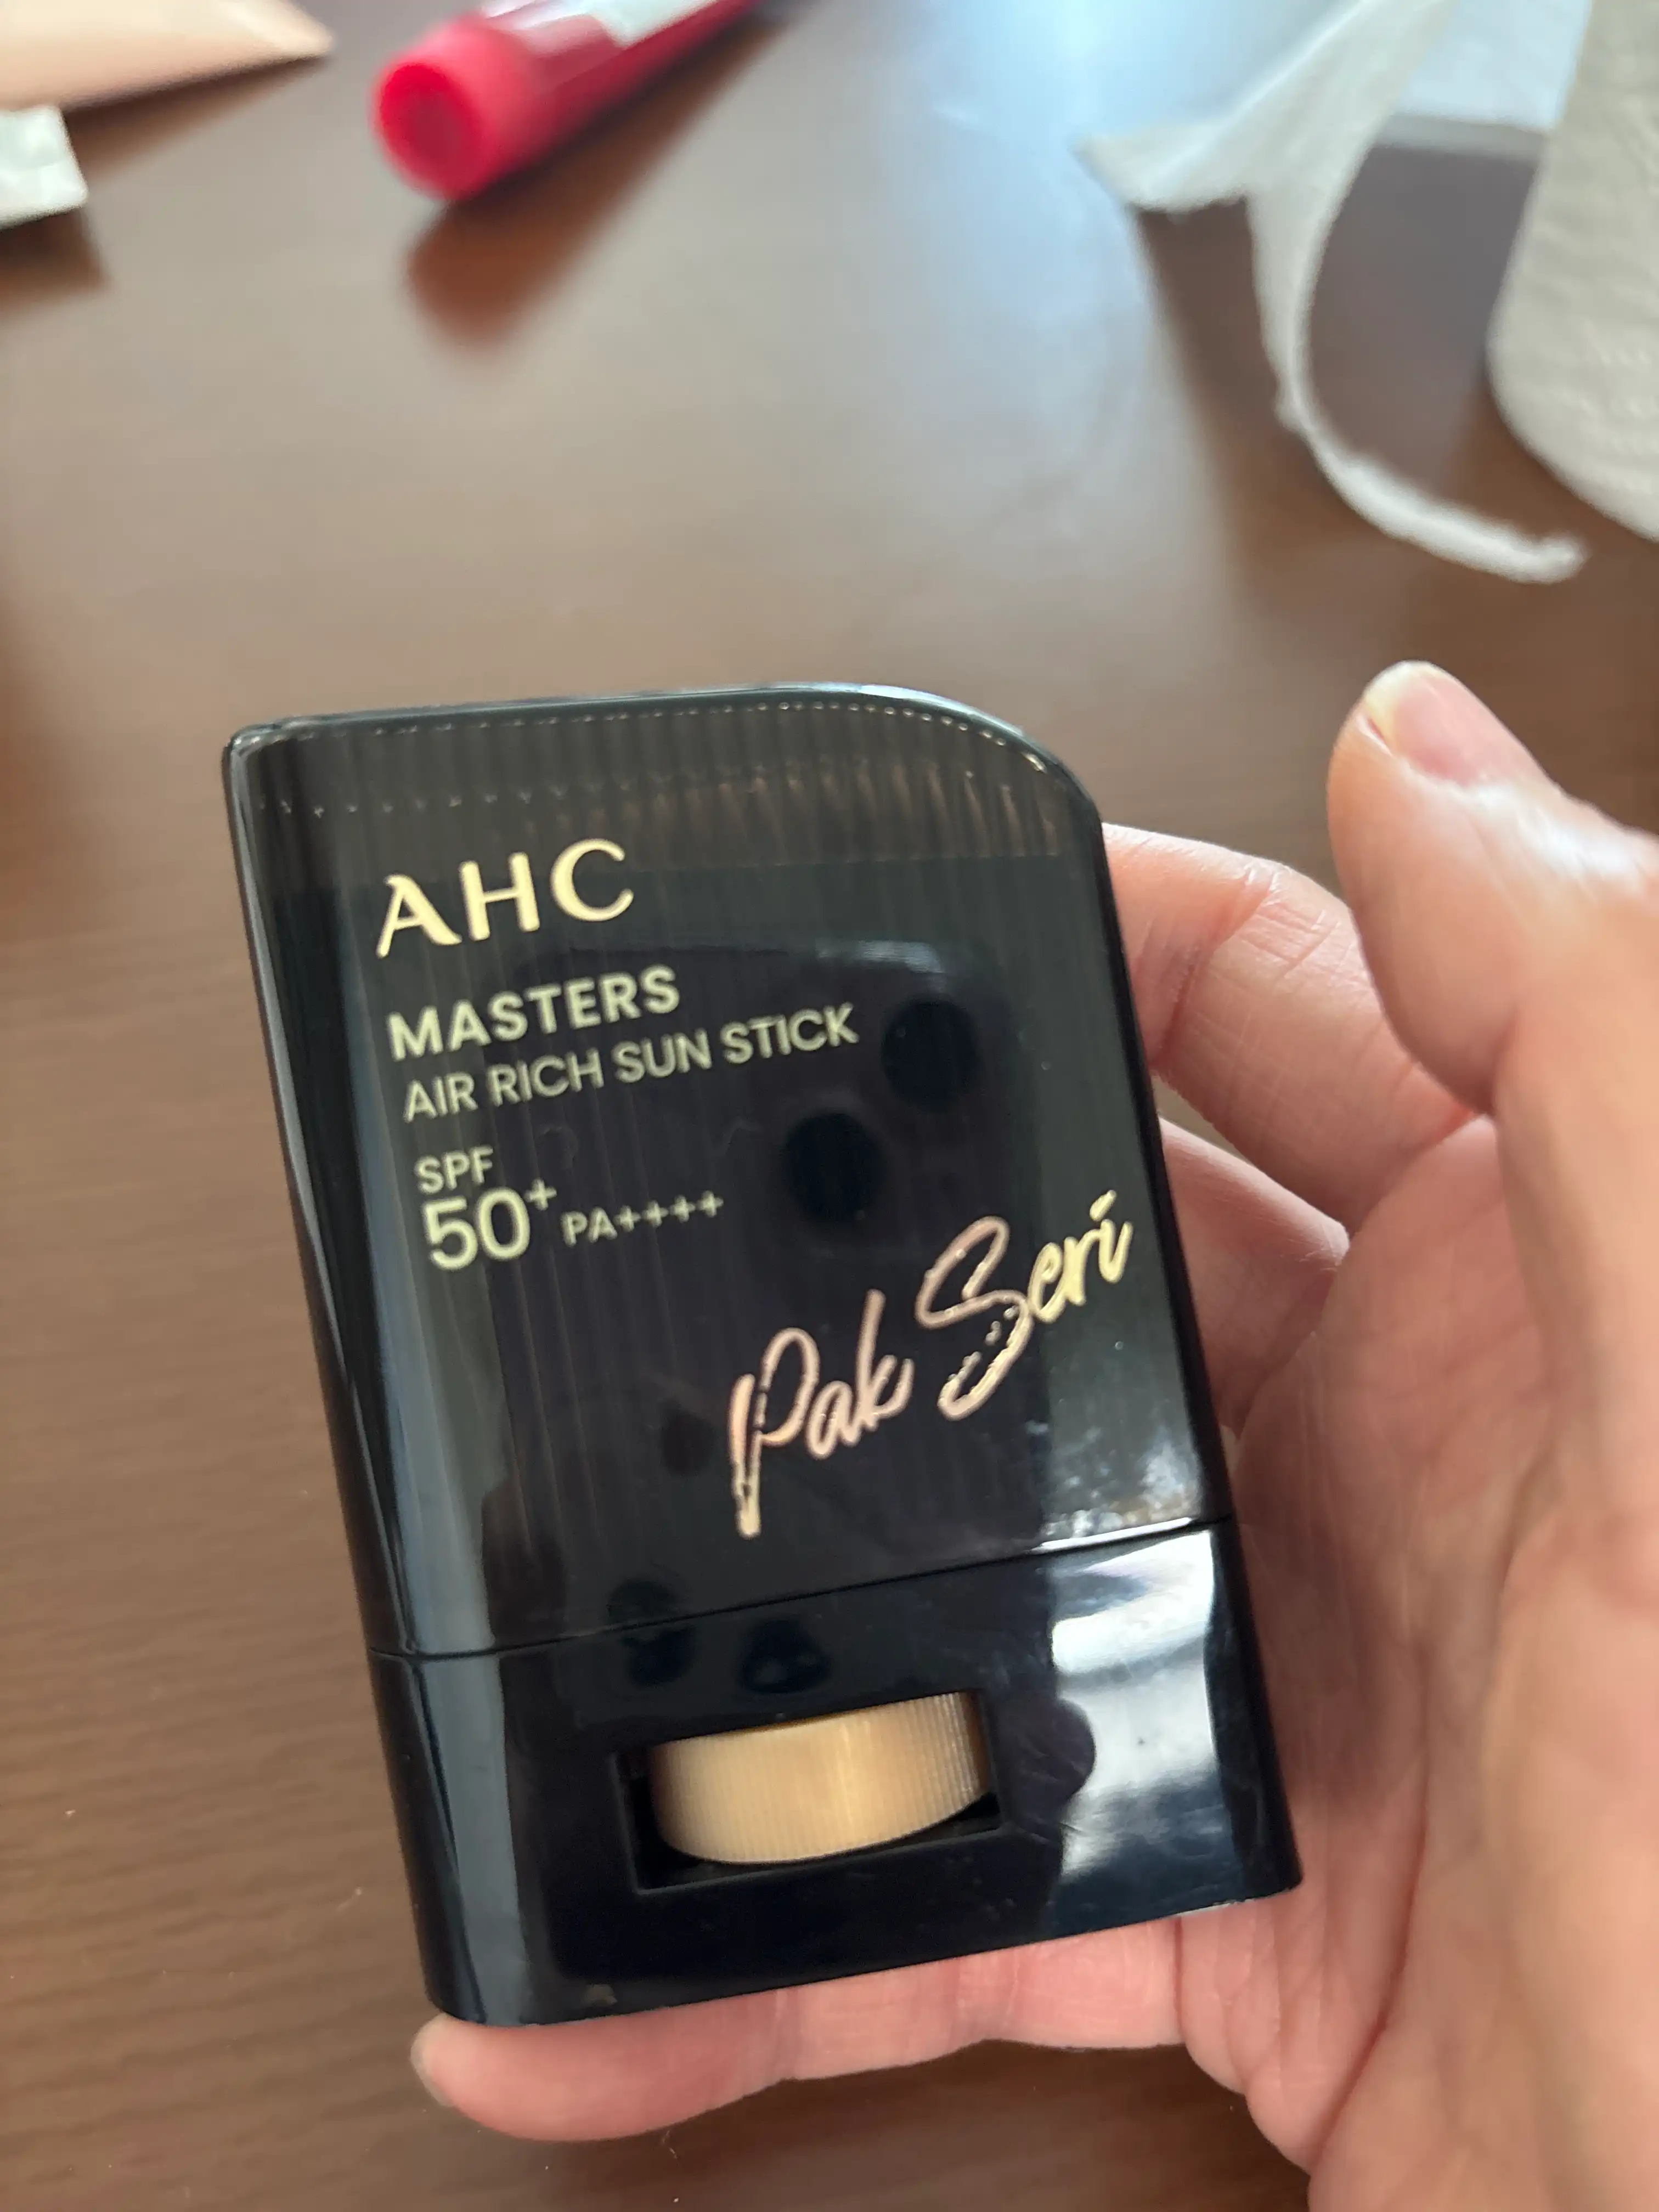 AHC
MASTERS
AIR RICH SUN STICK
SPF
50+ PA++++
Pak Seri